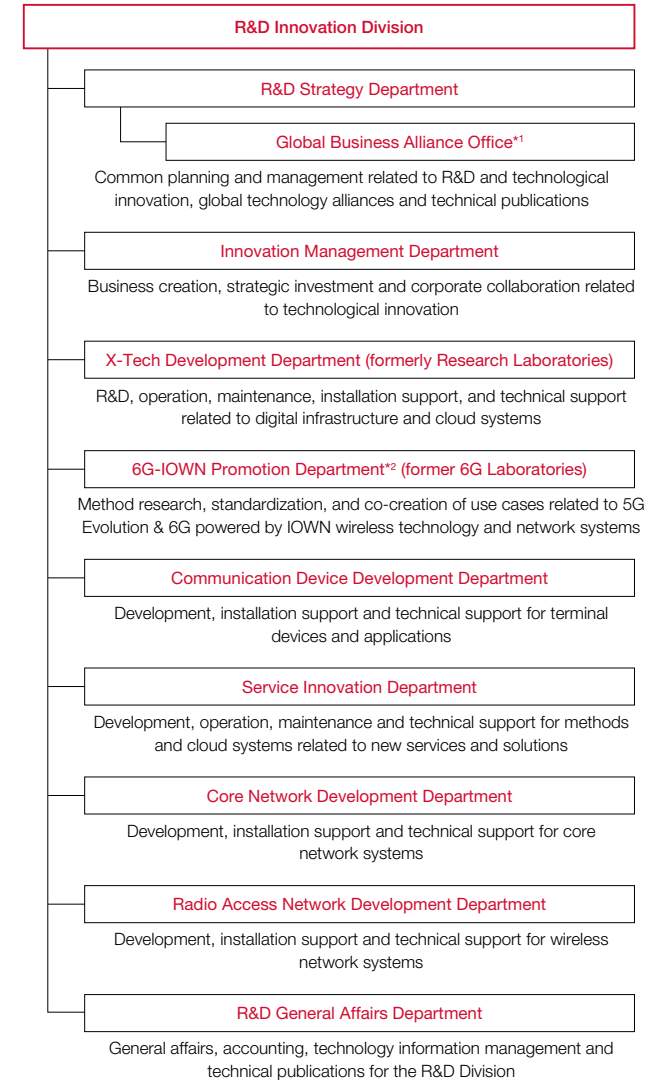 R&D Innovation Division
R&D Strategy Department
Global Business Alliance Office*1
Common planning and management related to R&D and technological
innovation, global technology alliances and technical publications
Innovation Management Department
Business creation, strategic investment and corporate collaboration related
to technological innovation
X-Tech Development Department (formerly Research Laboratories)
R&D, operation, maintenance, installation support, and technical support
related to digital infrastructure and cloud systems
6G-IOWN Promotion Department*2 (former 6G Laboratories)
Method research, standardization, and co-creation of use cases related to 5G
Evolution & 6G powered by IOWN wireless technology and network systems
Communication Device Development Department
Development, installation support and technical support for terminal
devices and applications
Service Innovation Department
Development, operation, maintenance and technical support for methods
and cloud systems related to new services and solutions
Core Network Development Department
Development, installation support and technical support for core
network systems
Radio Access Network Development Department
Development, installation support and technical support for wireless
network systems
R&D General Affairs Department
General affairs, accounting, technology information management and
technical publications for the R&D Division